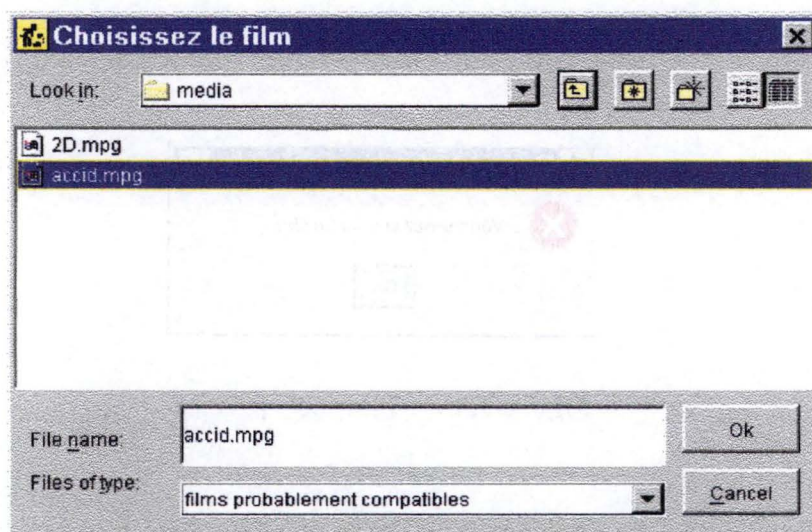 Choisissez le film
Look in: media
2D.mpg
accid.mpg
File name: accid.mpg Ok
Files of type: films probablement compatibles Cancel